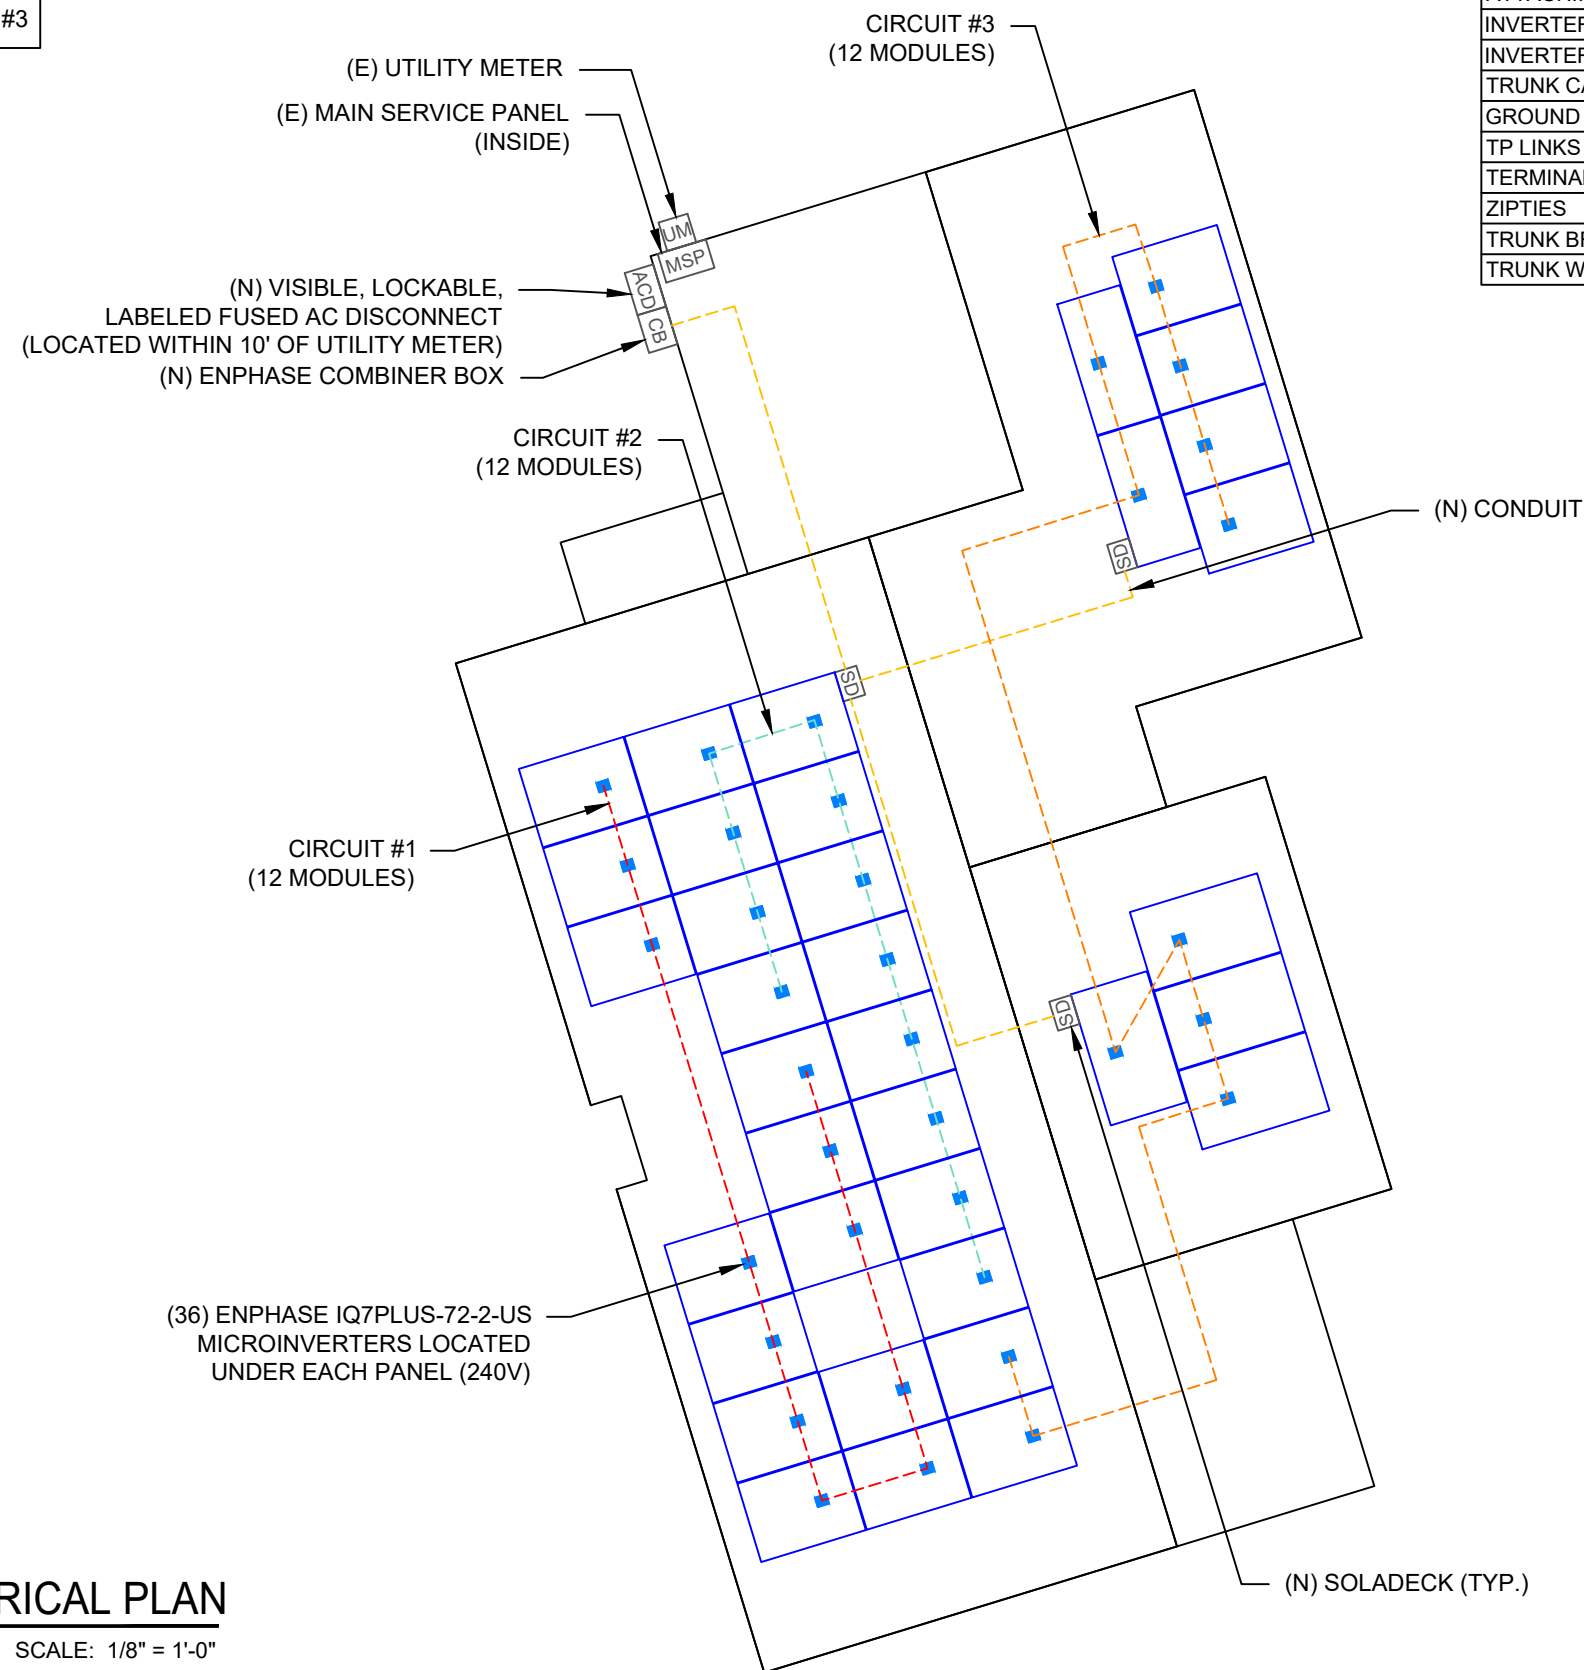 #3
CIRCUIT #3
(12 MODULES)
(E) UTILITY METER
(E) MAIN SERVICE PANEL
(INSIDE)
UM
MSP
ACD
CB
(N) VISIBLE, LOCKABLE,
LABELED FUSED AC DISCONNECT
(LOCATED WITHIN 10' OF UTILITY METER)
(N) ENPHASE COMBINER BOX
INVERTER
INVERTER
TRUNK CA
GROUND
TP LINKS
TERMINA
ZIPTIES
TRUNK B
TRUNK W
CIRCUIT #2
(12 MODULES)
(N) CONDUIT
SD
SD
CIRCUIT #1
(12 MODULES)
SD
(36) ENPHASE IQ7PLUS-72-2-US
MICROINVERTERS LOCATED
UNDER EACH PANEL (240V)
(N) SOLADECK (TYP.)
RICAL PLAN
SCALE: 1/8" = 1'-0"